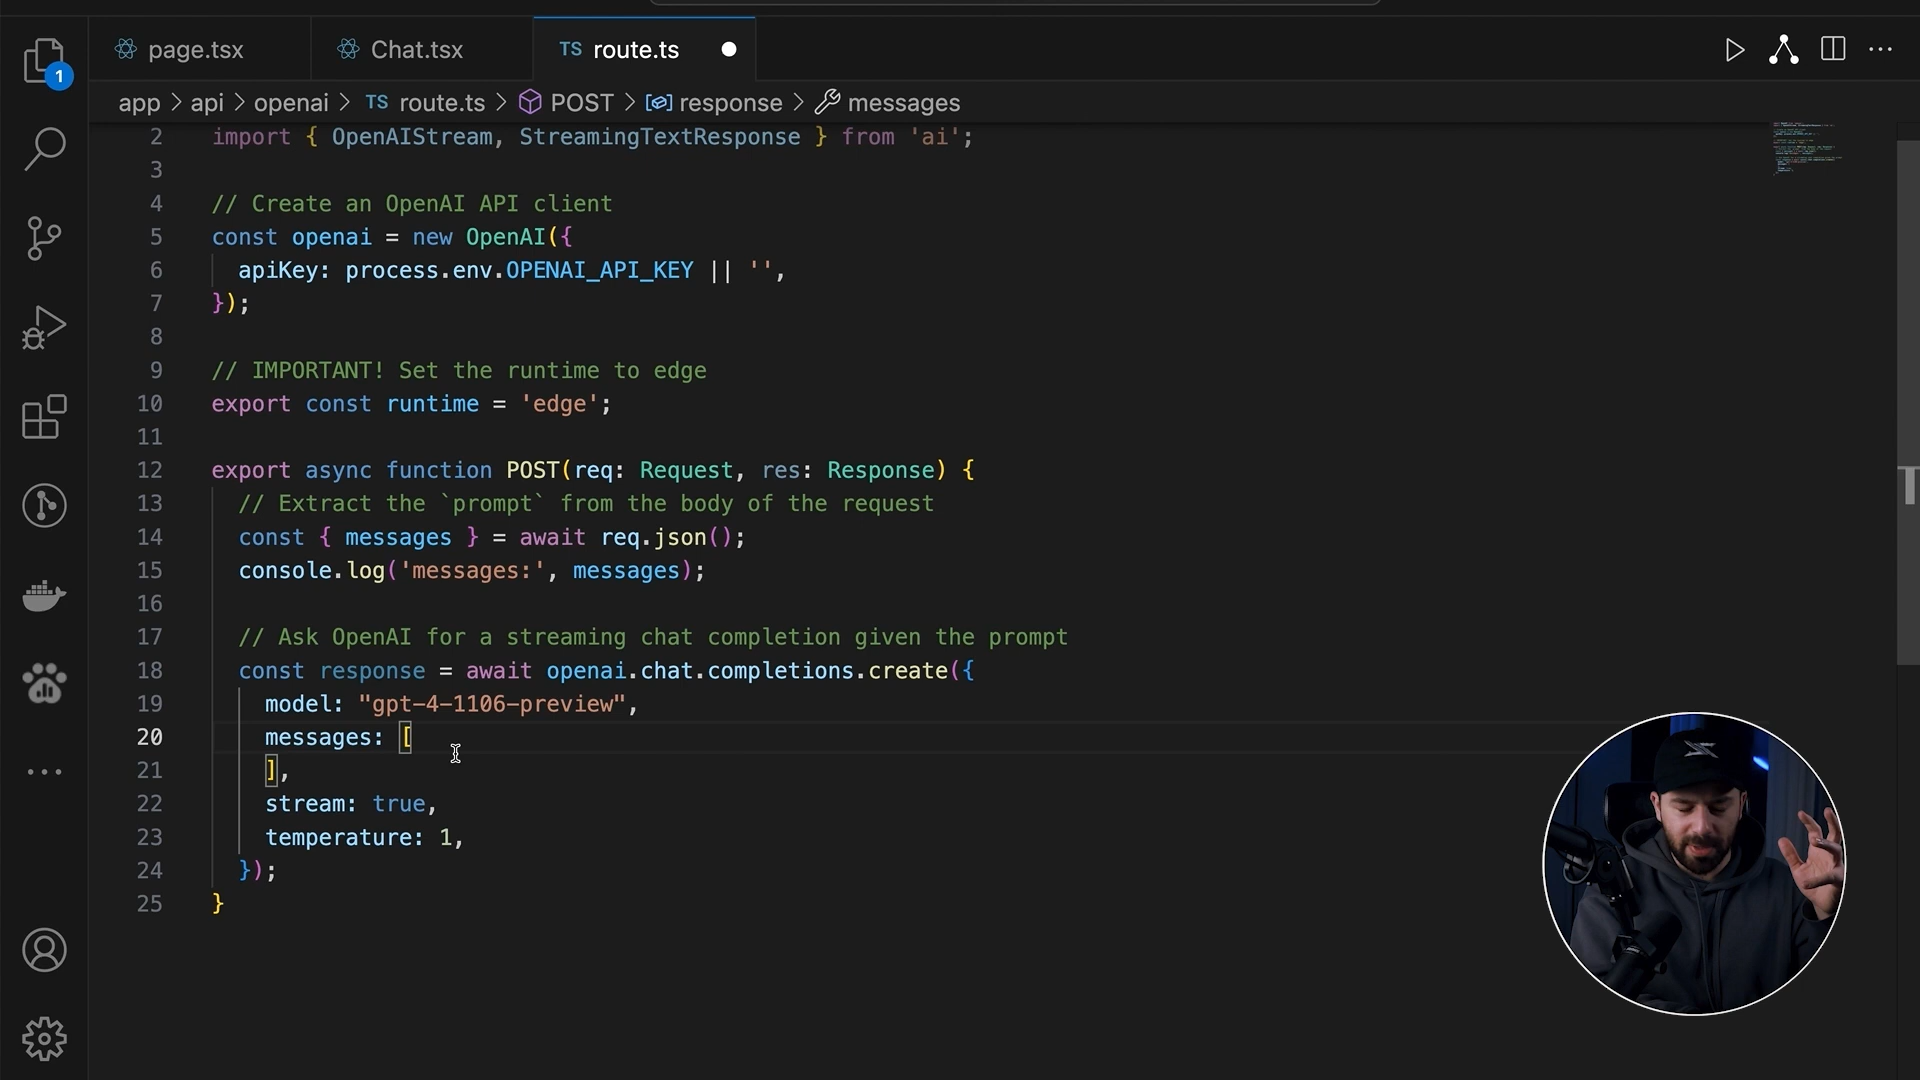 1
page.tsx
Chat.tsx
TS route.ts
app > api > openai > TS route.ts > POST > response > messages
2 import { OpenAIStream, StreamingTextResponse } from 'ai';
3
4 // Create an OpenAI API client
5 const openai = new OpenAI({
6 apiKey: process.env.OPENAI_API_KEY || '',
7 });
8
9 // IMPORTANT! Set the runtime to edge
10 export const runtime = 'edge';
11
12 export async function POST(req: Request, res: Response) {
13 // Extract the `prompt` from the body of the request
14 const { messages } = await req.json();
15 console.log('messages:', messages);
16
17 // Ask OpenAI for a streaming chat completion given the prompt
18 const response = await openai.chat.completions.create({
19 model: "gpt-4-1106-preview",
20 messages: [
21 ],
22 stream: true,
23 temperature: 1,
24 });
25 }